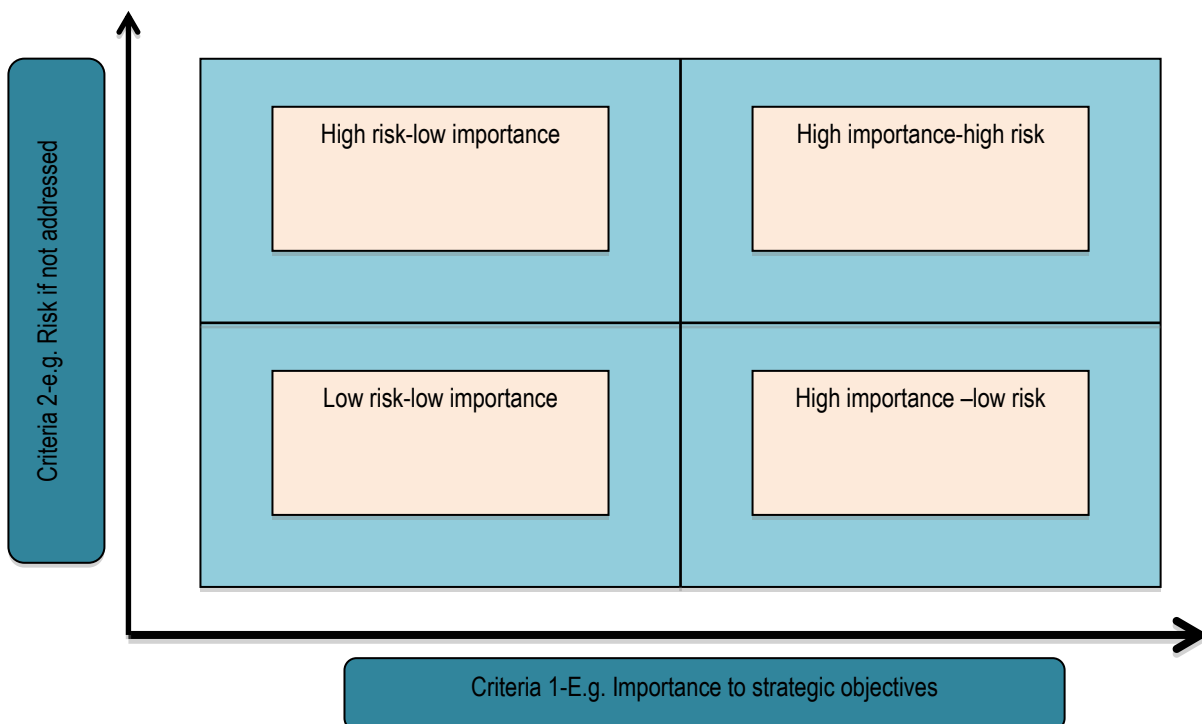 Criteria 2-e.g. Risk if not addressed
High risk-low importance
High importance-high risk
Low risk-low importance
High importance –low risk
Criteria 1-E.g. Importance to strategic objectives